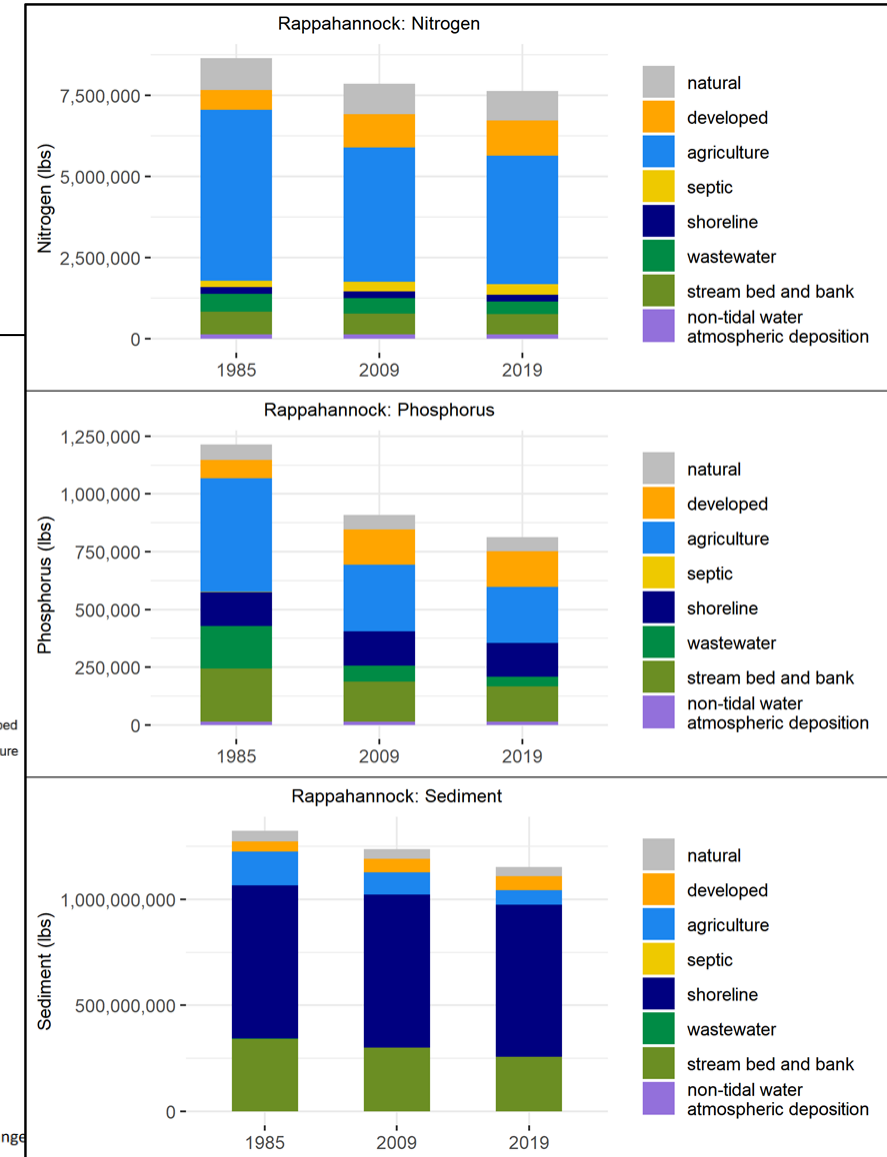 Rappahannock: Nitrogen
Nitrogen (lbs)
7,500,000
5,000,000
2,500,000
0
1985
2009
2019
natural
developed
agriculture
septic
shoreline
wastewater
stream bed and bank
non-tidal water
atmospheric deposition
Rappahannock: Phosphorus
Phosphorus (lbs)
1,250,000
1,000,000
750,000
500,000
250,000
0
1985
2009
2019
natural
developed
agriculture
septic
shoreline
wastewater
stream bed and bank
non-tidal water
atmospheric deposition
ped
ure
Rappahannock: Sediment
Sediment (lbs)
1,000,000,000
500,000,000
0
1985
2009
2019
natural
developed
agriculture
septic
shoreline
wastewater
stream bed and bank
non-tidal water
atmospheric deposition
nge